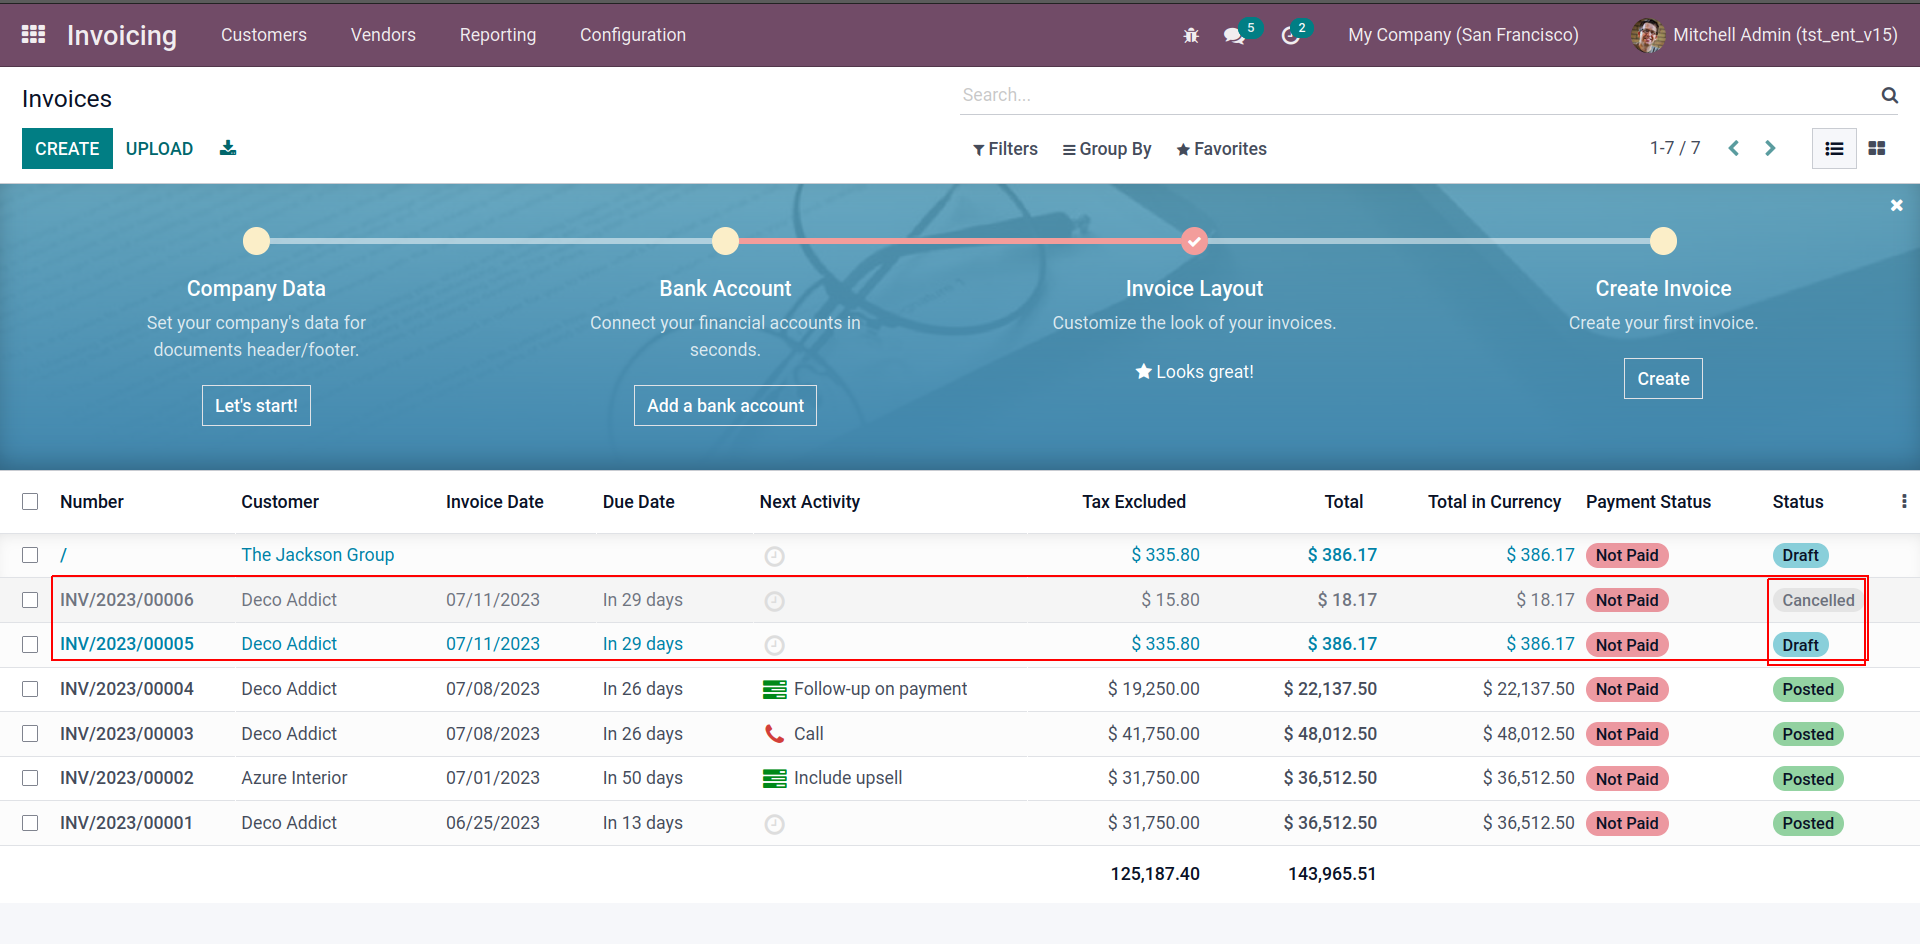 Invoicing Customers Vendors Reporting Configuration 5 2 My Company (San Francisco) Mitchell Admin (tst_ent_v15)
Invoices Search...
CREATE UPLOAD Filters Group By Favorites 1-7 / 7
Company Data Bank Account Invoice Layout Create Invoice
Set your company's data for Connect your financial accounts in Customize the look of your invoices. Create your first invoice.
documents header/footer. seconds.
Looks great!
Create
Let's start! Add a bank account
Number Customer Invoice Date Due Date Next Activity Tax Excluded Total Total in Currency Payment Status Status
/ The Jackson Group $ 335.80 $ 386.17 $ 386.17 Not Paid Draft
INV/2023/00006 Deco Addict 07/11/2023 In 29 days $ 15.80 $ 18.17 $ 18.17 Not Paid Cancelled
INV/2023/00005 Deco Addict 07/11/2023 In 29 days $ 335.80 $ 386.17 $ 386.17 Not Paid Draft
INV/2023/00004 Deco Addict 07/08/2023 In 26 days Follow-up on payment $ 19,250.00 $ 22,137.50 $ 22,137.50 Not Paid Posted
INV/2023/00003 Deco Addict 07/08/2023 In 26 days Call $ 41,750.00 $ 48,012.50 $ 48,012.50 Not Paid Posted
INV/2023/00002 Azure Interior 07/01/2023 In 50 days Include upsell $ 31,750.00 $ 36,512.50 $ 36,512.50 Not Paid Posted
INV/2023/00001 Deco Addict 06/25/2023 In 13 days $ 31,750.00 $ 36,512.50 $ 36,512.50 Not Paid Posted
125,187.40 143,965.51